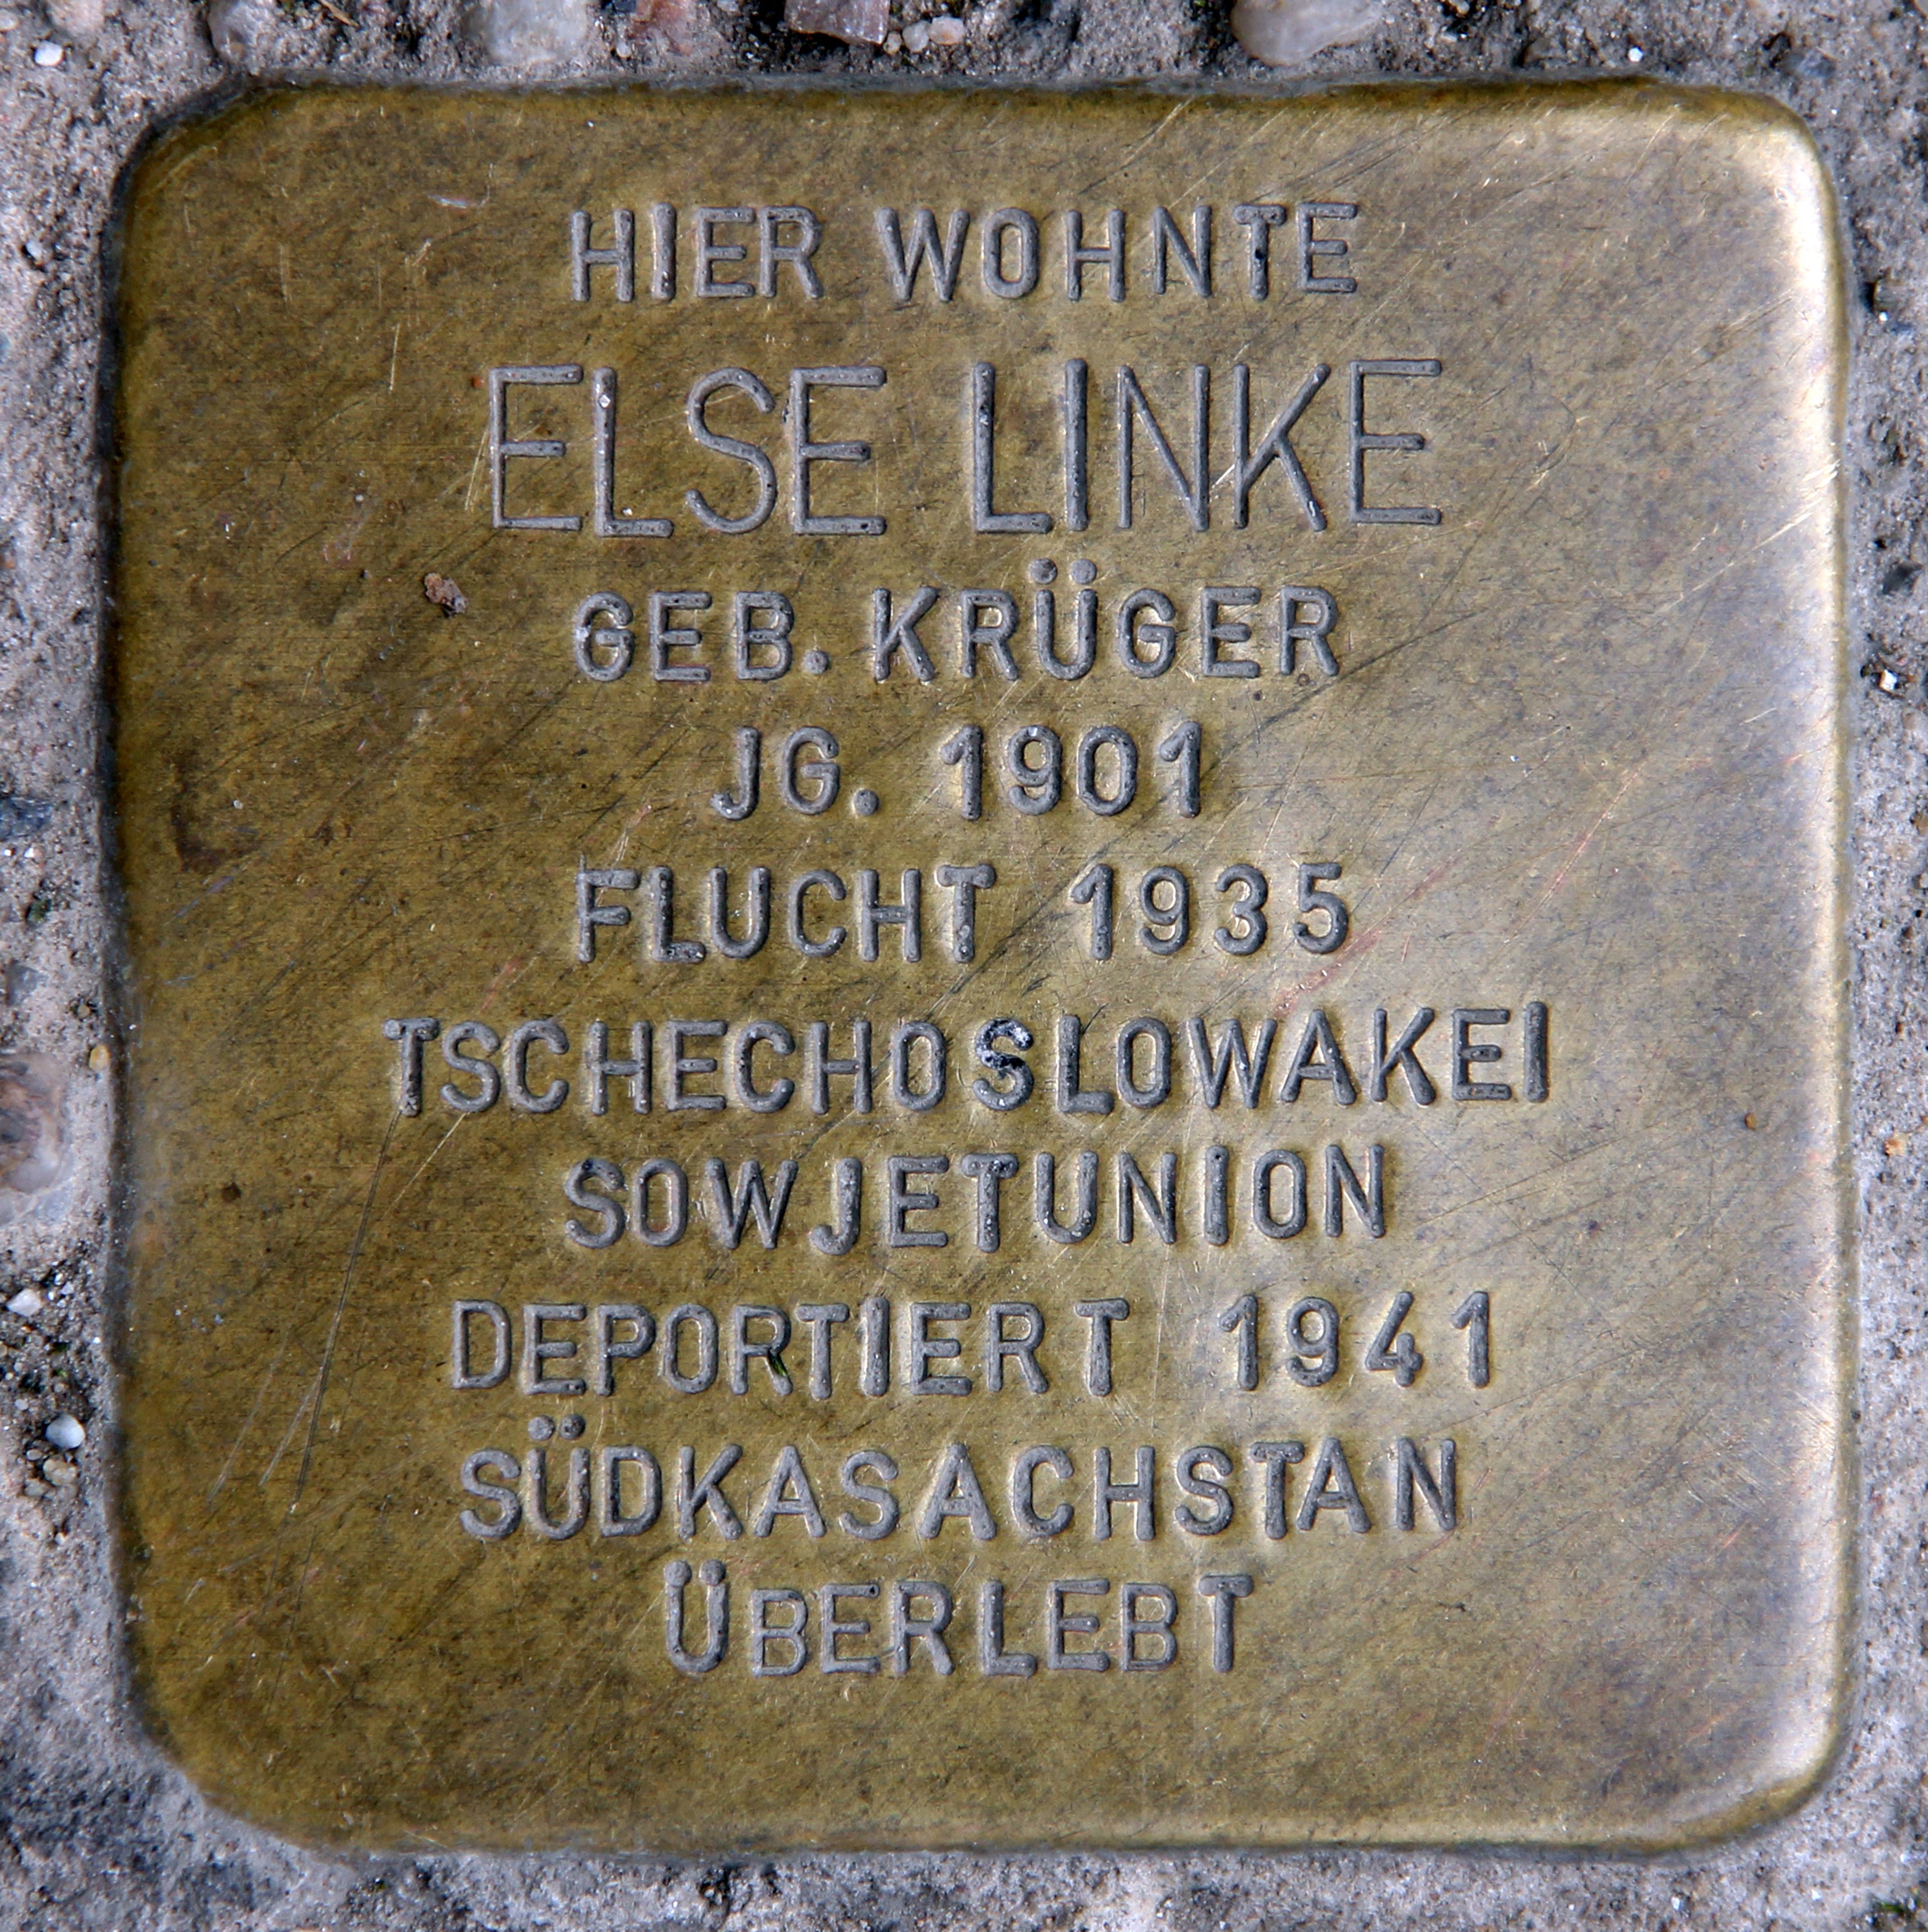 HIER WOHNTE
ELSE LINKE
GEB. KRÜGER
JG. 1901
FLUCHT 1935
TSCHECHOSLOWAKEI
SOWJETUNION
DEPORTIERT 1941
SÜDKASACHSTAN
ÜBERLEBT